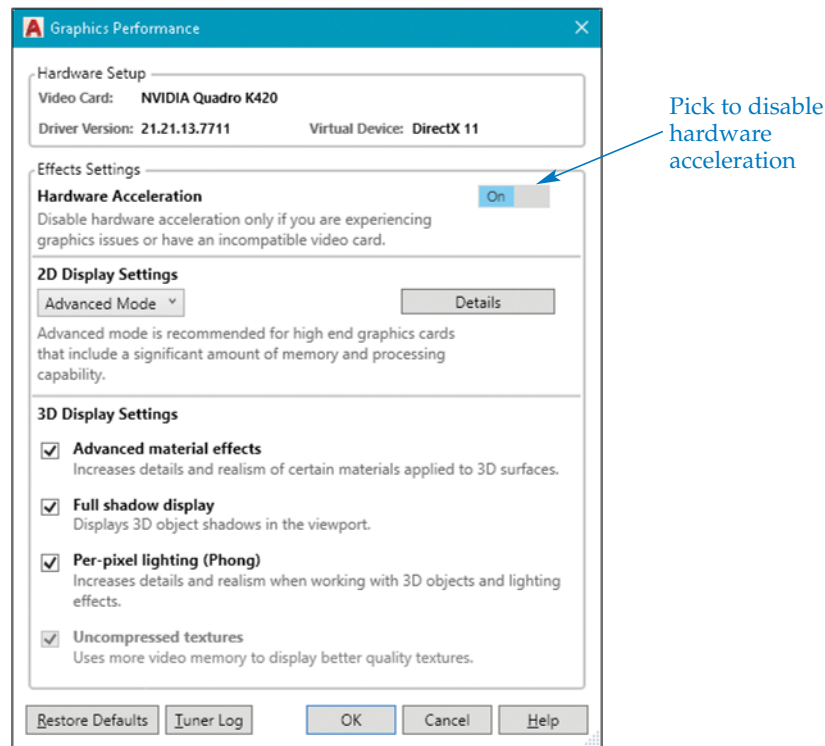 Graphics Performance
Hardware Setup
Video Card: NVIDIA Quadro K420
Driver Version: 21.21.13.7711 Virtual Device: DirectX 11
Effects Settings
Hardware Acceleration
On
Disable hardware acceleration only if you are experiencing
graphics issues or have an incompatible video card.
2D Display Settings
Advanced Mode
Details
Advanced mode is recommended for high end graphics cards
that include a significant amount of memory and processing
capability.
3D Display Settings
Advanced material effects
Increases details and realism of certain materials applied to 3D surfaces.
Full shadow display
Displays 3D object shadows in the viewport.
Per-pixel lighting (Phong)
Increases details and realism when working with 3D objects and lighting
effects.
Uncompressed textures
Uses more video memory to display better quality textures.
Restore Defaults Tuner Log OK Cancel Help
Pick to disable
hardware
acceleration